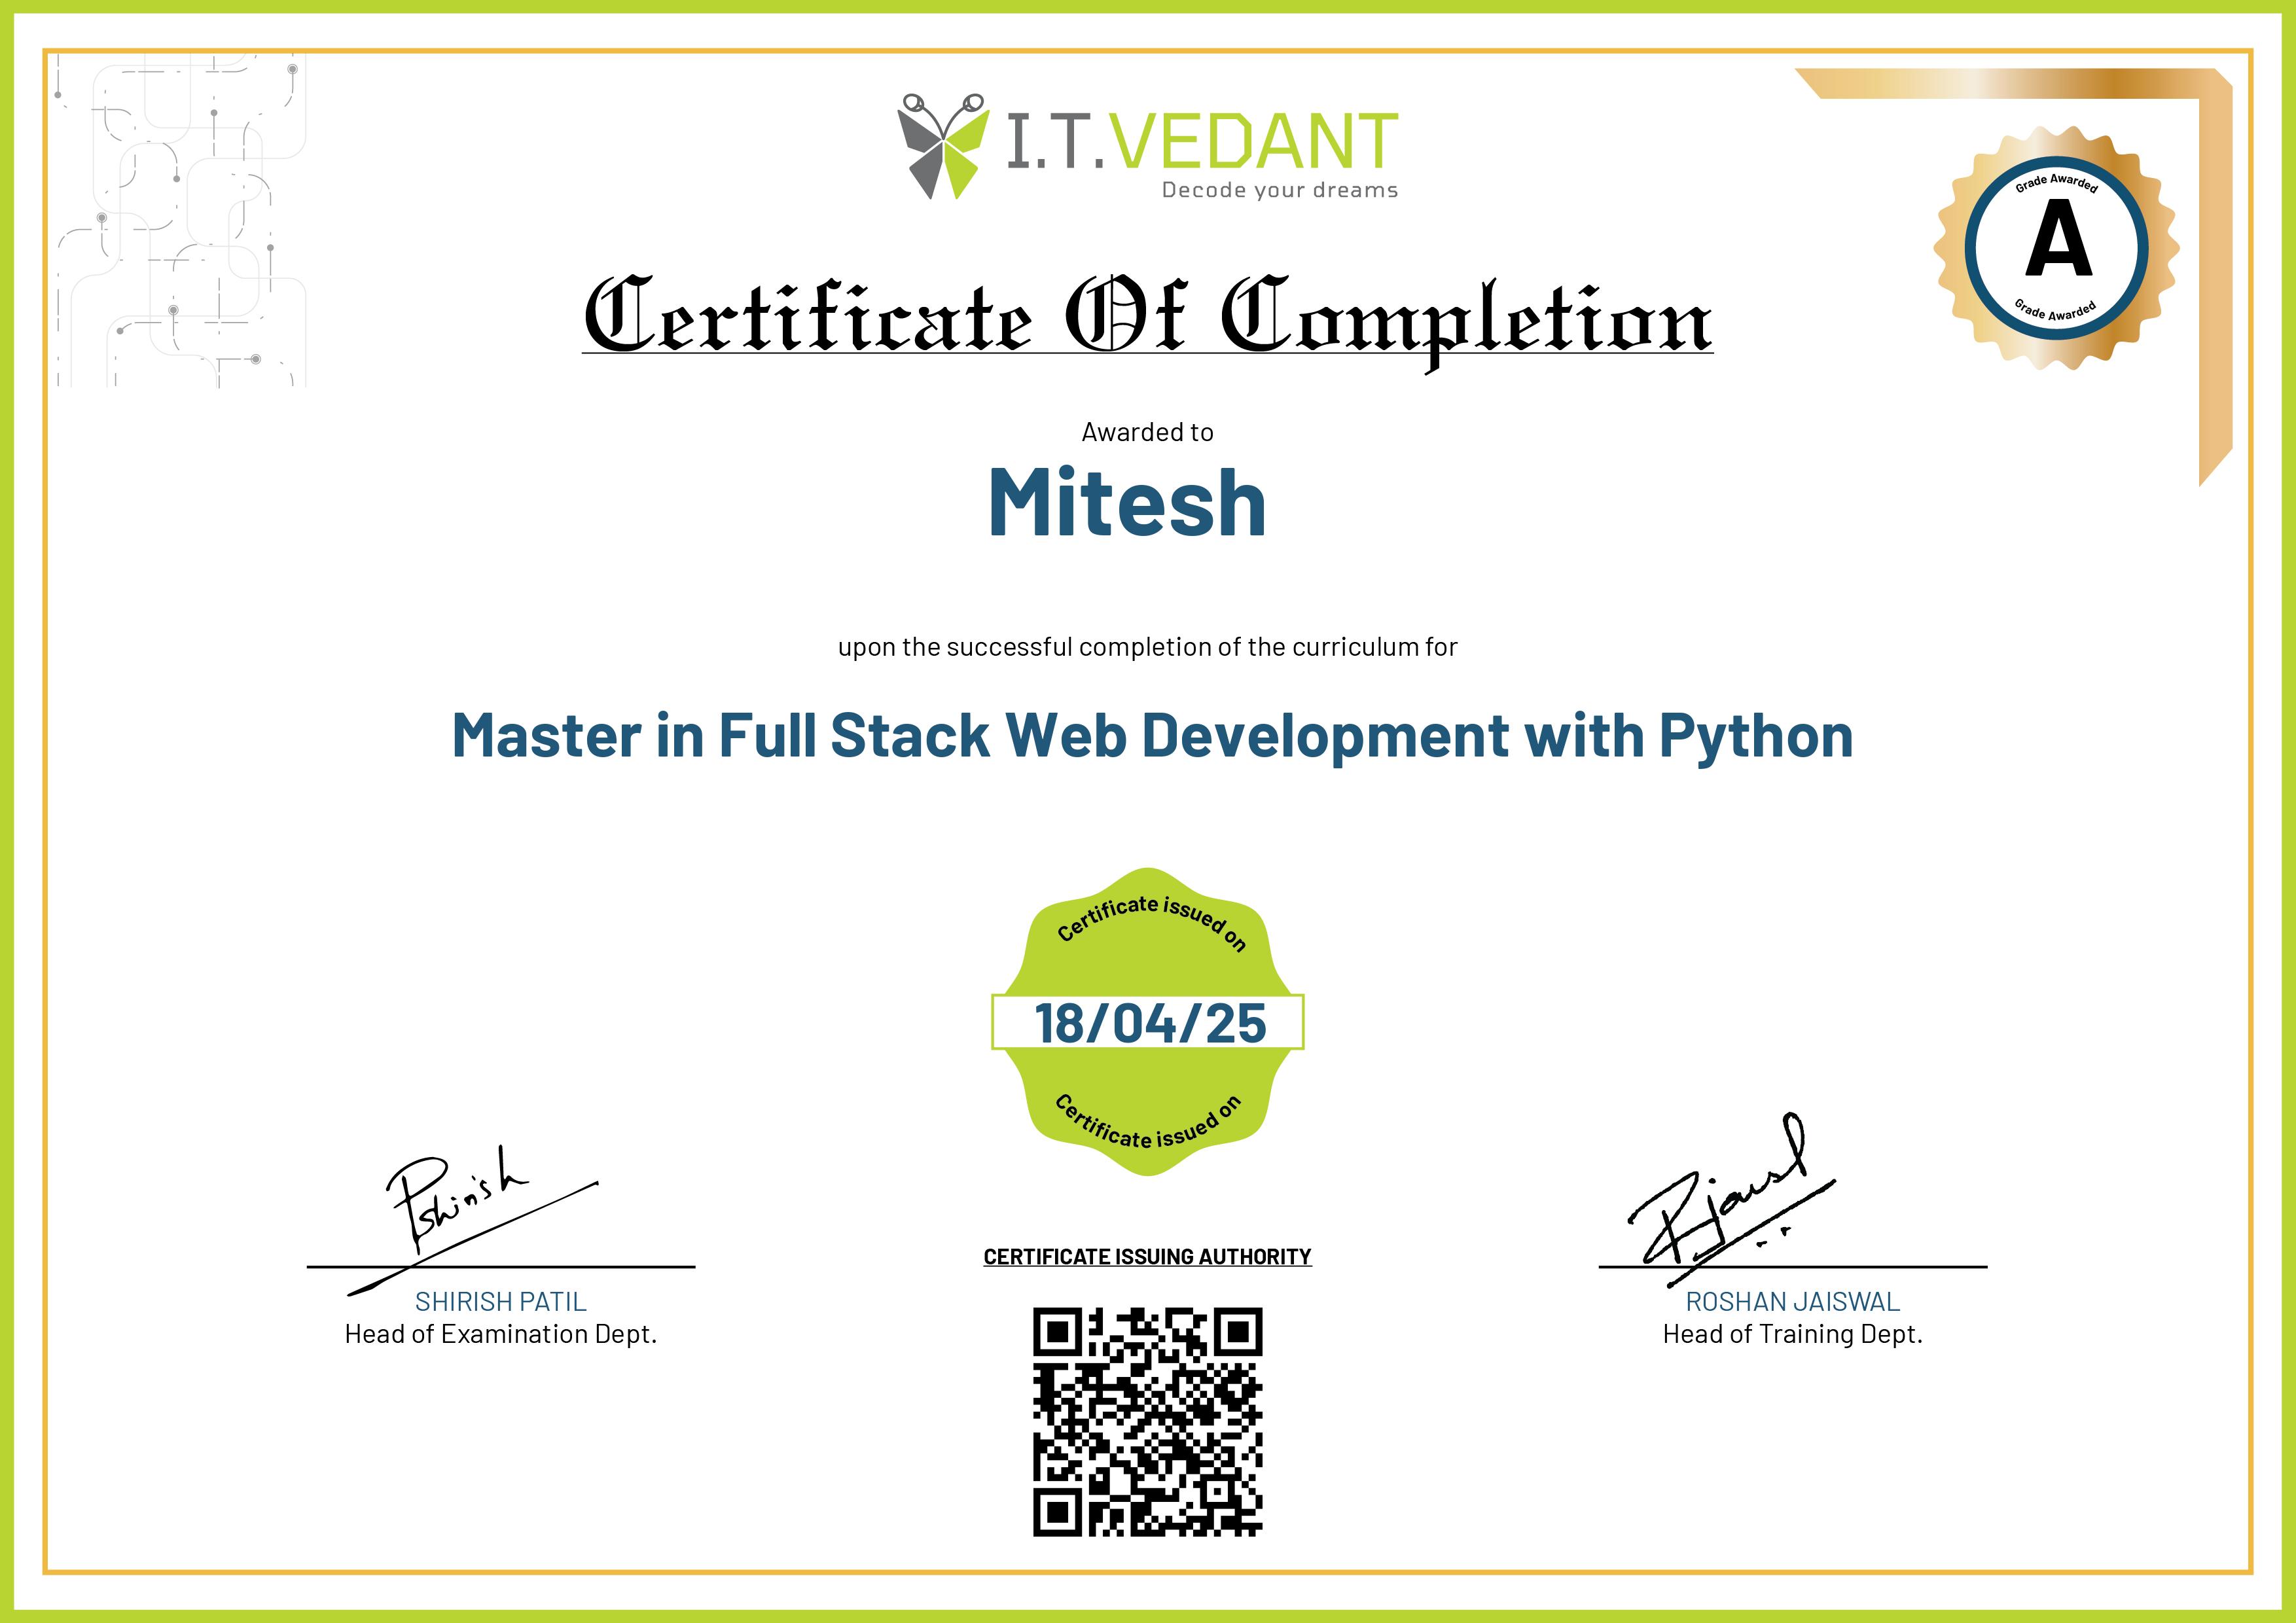 I.T.VEDANT
Decode your dreams
Grade Awarded
A
Grade Awarded
Certificate Of Completion
Awarded to
Mitesh
upon the successful completion of the curriculum for
Master in Full Stack Web Development with Python
Certificate issued on
18/04/25
Certificate issued on
Pshirish
Rjaiswal
CERTIFICATE ISSUING AUTHORITY
SHIRISH PATIL
Head of Examination Dept.
ROSHAN JAISWAL
Head of Training Dept.